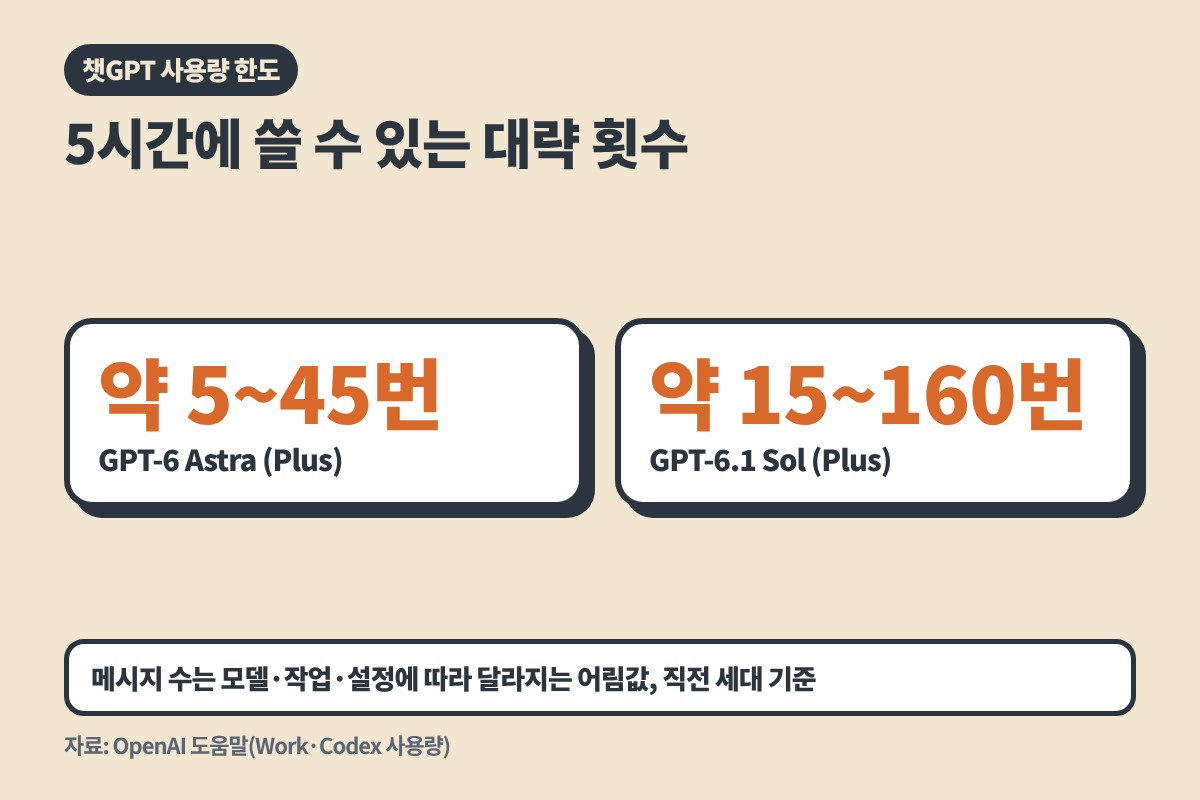 챗GPT 사용량 한도
5시간에 쓸 수 있는 대략 횟수
약 5~45번
GPT-6 Astra (Plus)
약 15~160번
GPT-6.1 Sol (Plus)
메시지 수는 모델·작업·설정에 따라 달라지는 어림값, 직전 세대 기준
자료: OpenAI 도움말(Work·Codex 사용량)